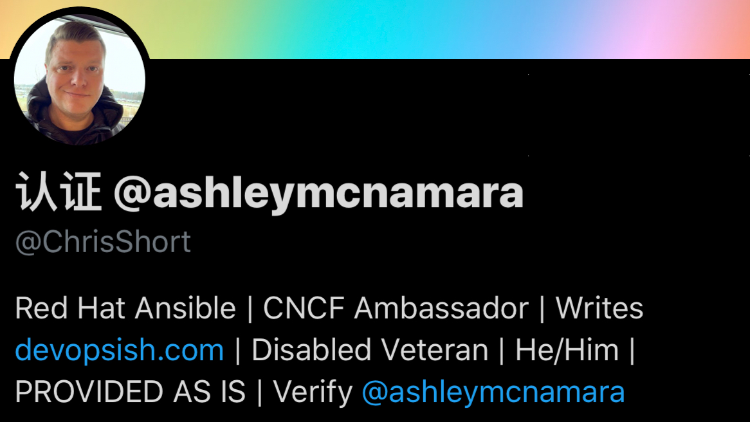 认证 @ashleymcnamara
@ChrisShort
Red Hat Ansible | CNCF Ambassador | Writes
devopsish.com | Disabled Veteran | He/Him |
PROVIDED AS IS | Verify @ashleymcnamara